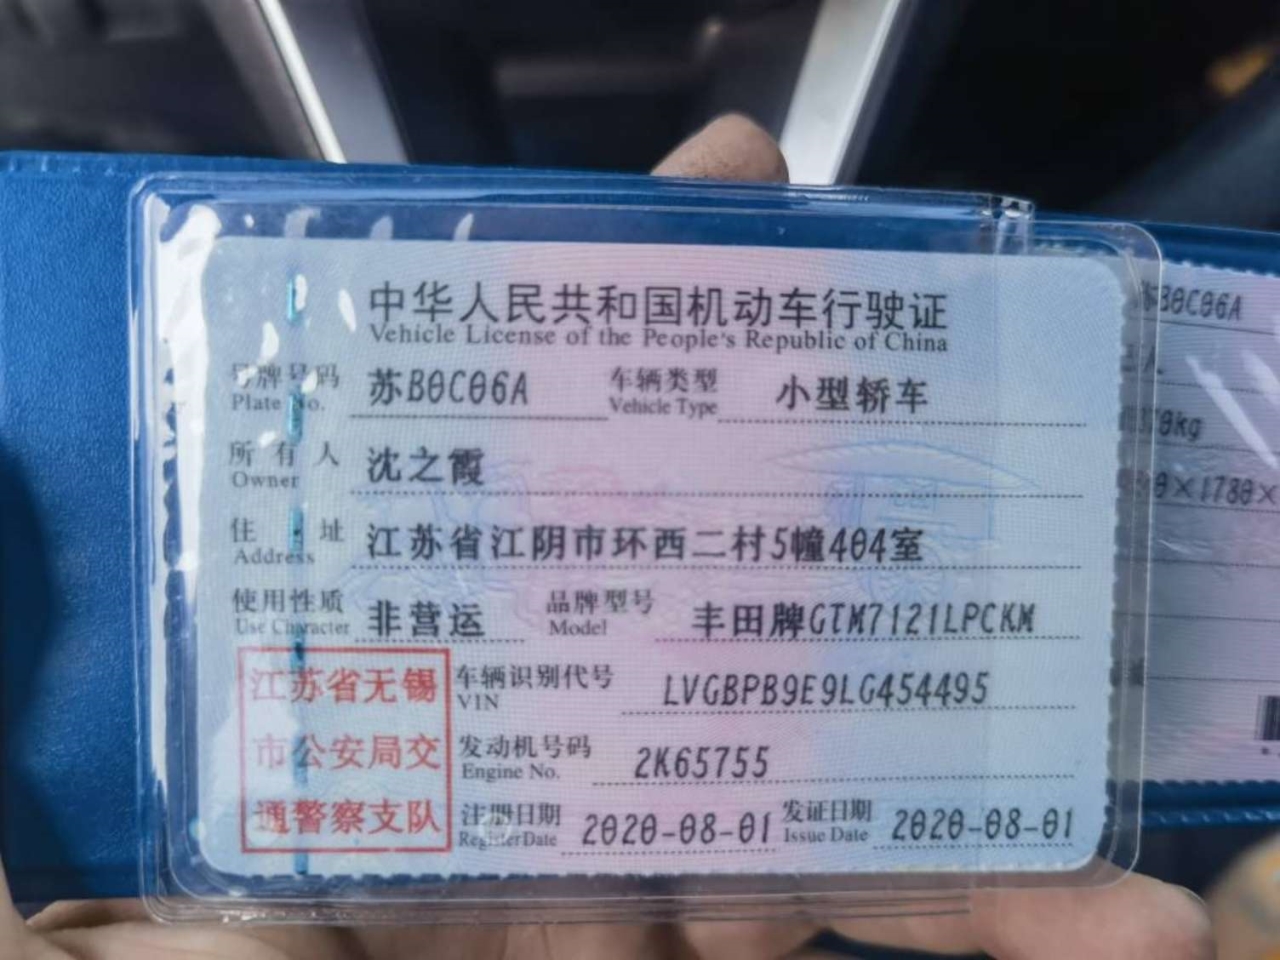 中华人民共和国机动车行驶证
Vehicle License of the People's Republic of China
号牌号码 苏B0C06A 车辆类型 小型轿车
Plate No. Vehicle Type
所有人 沈之霞
Owner
住址 江苏省江阴市环西二村5幢404室
Address
使用性质 非营运 品牌型号 丰田牌GTM7121LPCKM
Use Character Model
江苏省无锡
市公安局交
通警察支队
车辆识别代号 LVGBPB9E9LG454495
VIN
发动机号码 2K65755
Engine No.
注册日期 2020-08-01 发证日期 2020-08-01
Register Date Issue Date
B0C06A
0kg
0×1780×